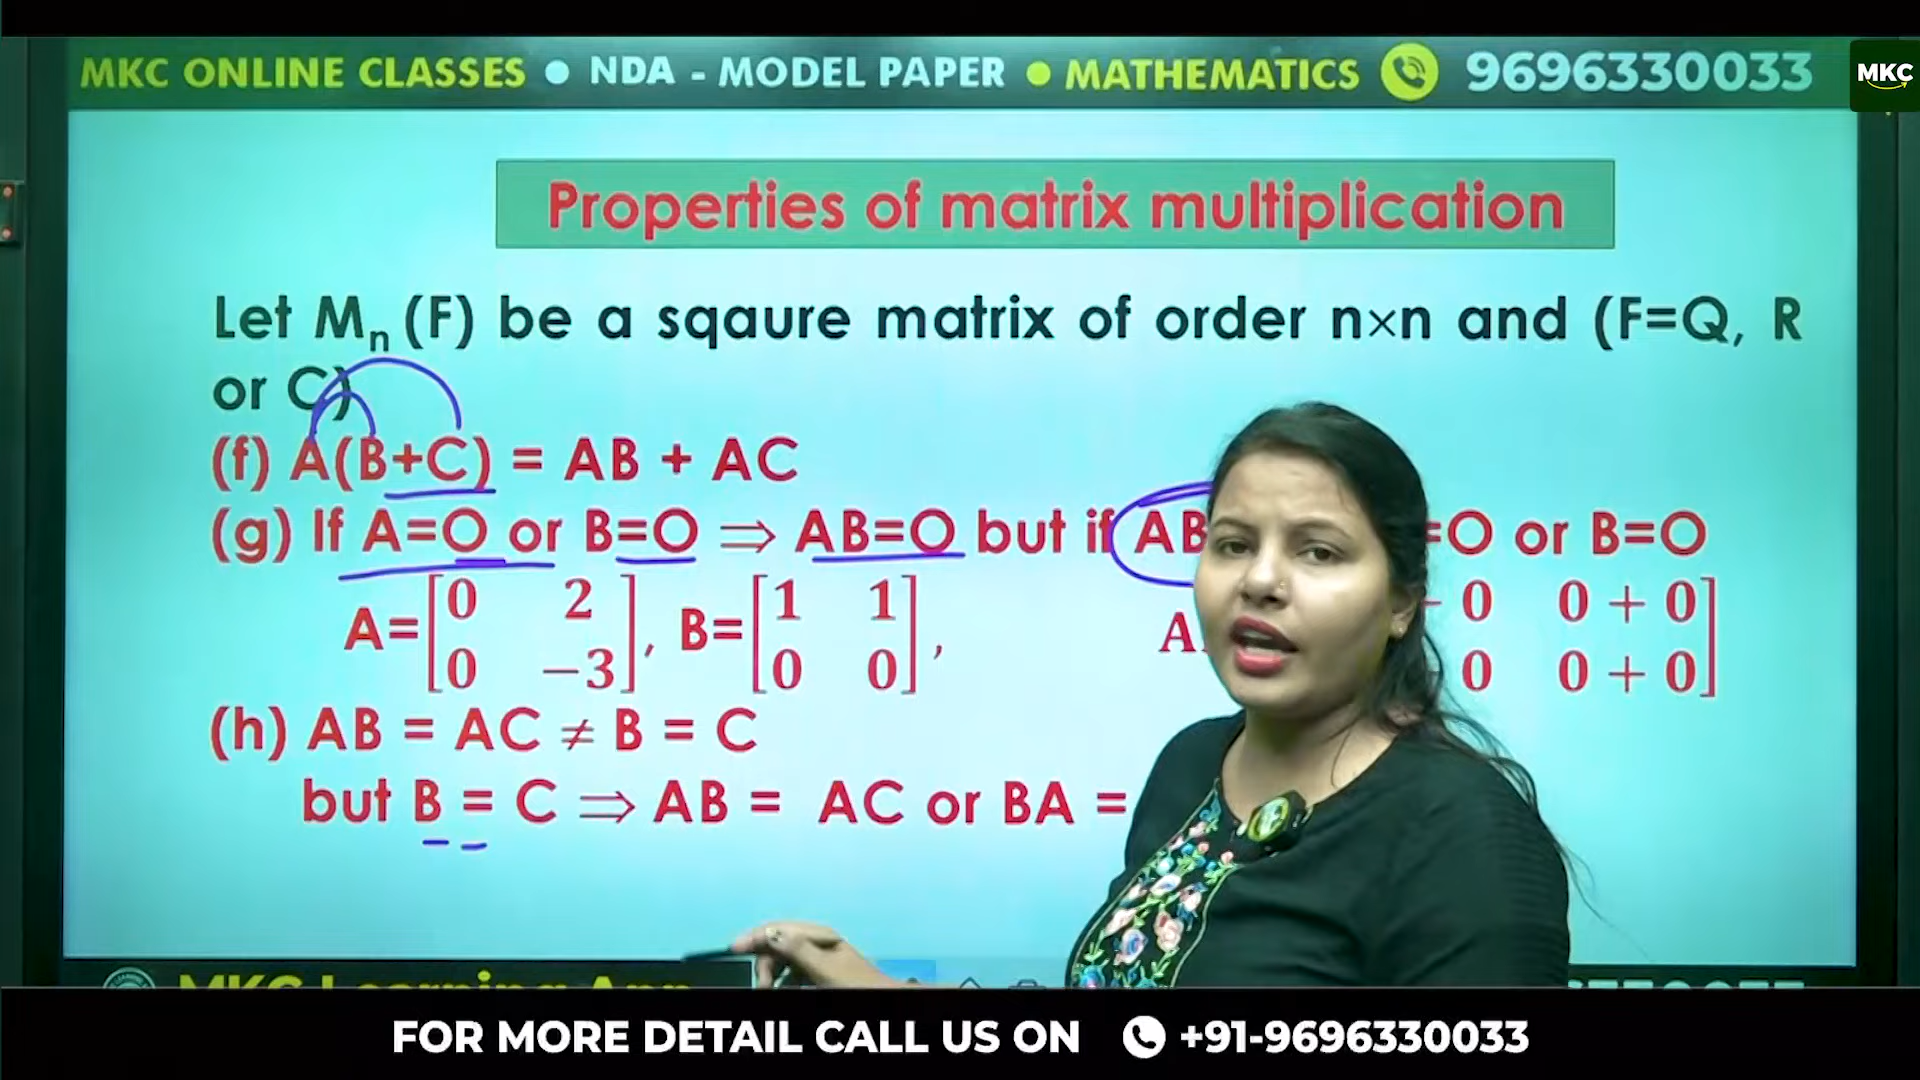 MKC ONLINE CLASSES ● NDA - MODEL PAPER ● MATHEMATICS 9696330033
MKC
Properties of matrix multiplication
Let Mn (F) be a sqaure matrix of order n×n and (F=Q, R
or C)
(f) A(B+C) = AB + AC
(g) If A=O or B=O ⇒ AB=O but if AB =O or B=O
A=[0 2
0 −3], B=[1 1
0 0], 0 0 + 0
0 0 + 0]
(h) AB = AC ≠ B = C
but B = C ⇒ AB = AC or BA =
MKC Learning App
FOR MORE DETAIL CALL US ON +91-9696330033